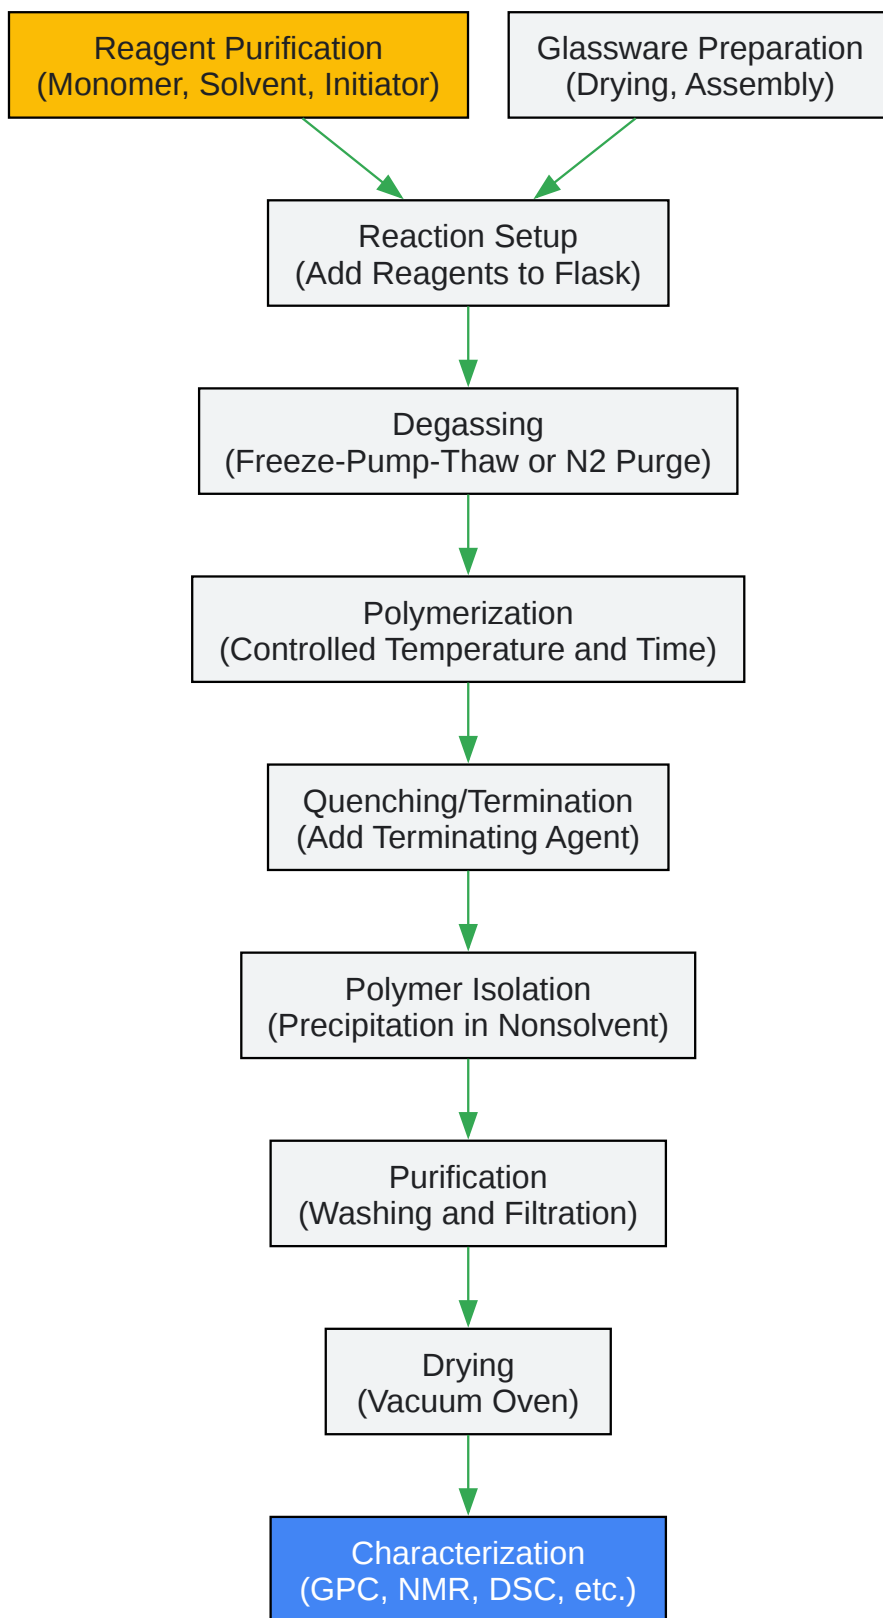 Reagent Purification
(Monomer, Solvent, Initiator)
Glassware Preparation
(Drying, Assembly)
Reaction Setup
(Add Reagents to Flask)
Degassing
(Freeze-Pump-Thaw or N2 Purge)
Polymerization
(Controlled Temperature and Time)
Quenching/Termination
(Add Terminating Agent)
Polymer Isolation
(Precipitation in Nonsolvent)
Purification
(Washing and Filtration)
Drying
(Vacuum Oven)
Characterization
(GPC, NMR, DSC, etc.)